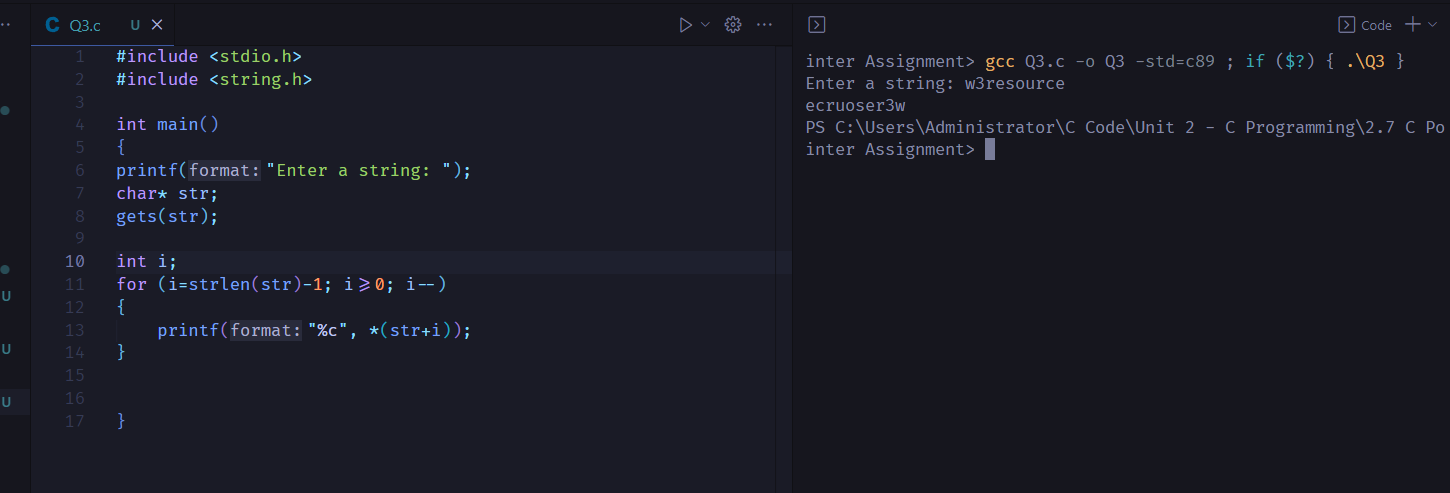 Q3.c U
1 #include <stdio.h>
2 #include <string.h>
3
4 int main()
5 {
6 printf(format: "Enter a string: ");
7 char* str;
8 gets(str);
9
10 int i;
11 for (i=strlen(str)-1; i>=0; i--)
12 {
13 printf(format: "%c", *(str+i));
14 }
15
16
17 }
U
U
U
Code
inter Assignment> gcc Q3.c -o Q3 -std=c89 ; if ($?) { .\Q3 }
Enter a string: w3resource
ecruoser3w
PS C:\Users\Administrator\C Code\Unit 2 - C Programming\2.7 C Po
inter Assignment>